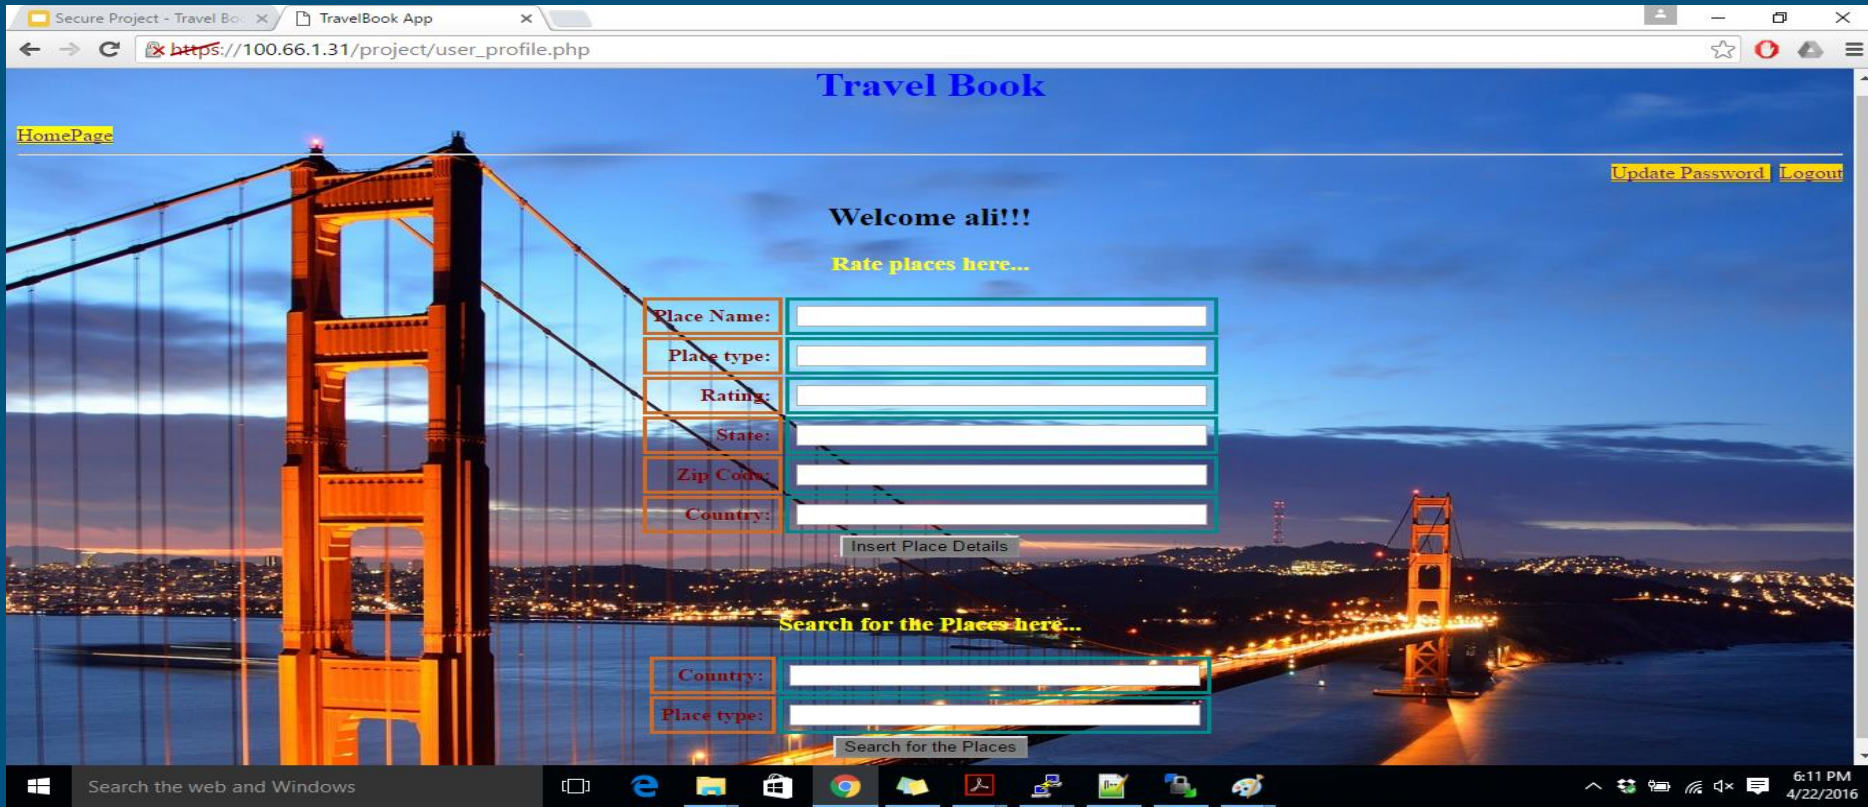 Secure Project - Travel Boo
TravelBook App
https://100.66.1.31/project/user_profile.php
Travel Book
HomePage
Update Password Logout
Welcome ali!!!
Rate places here...
Place Name:
Place type:
Rating:
State:
Zip Code:
Country:
Insert Place Details
Search for the Places here...
Country:
Place type:
Search for the Places
Search the web and Windows
6:11 PM
4/22/2016